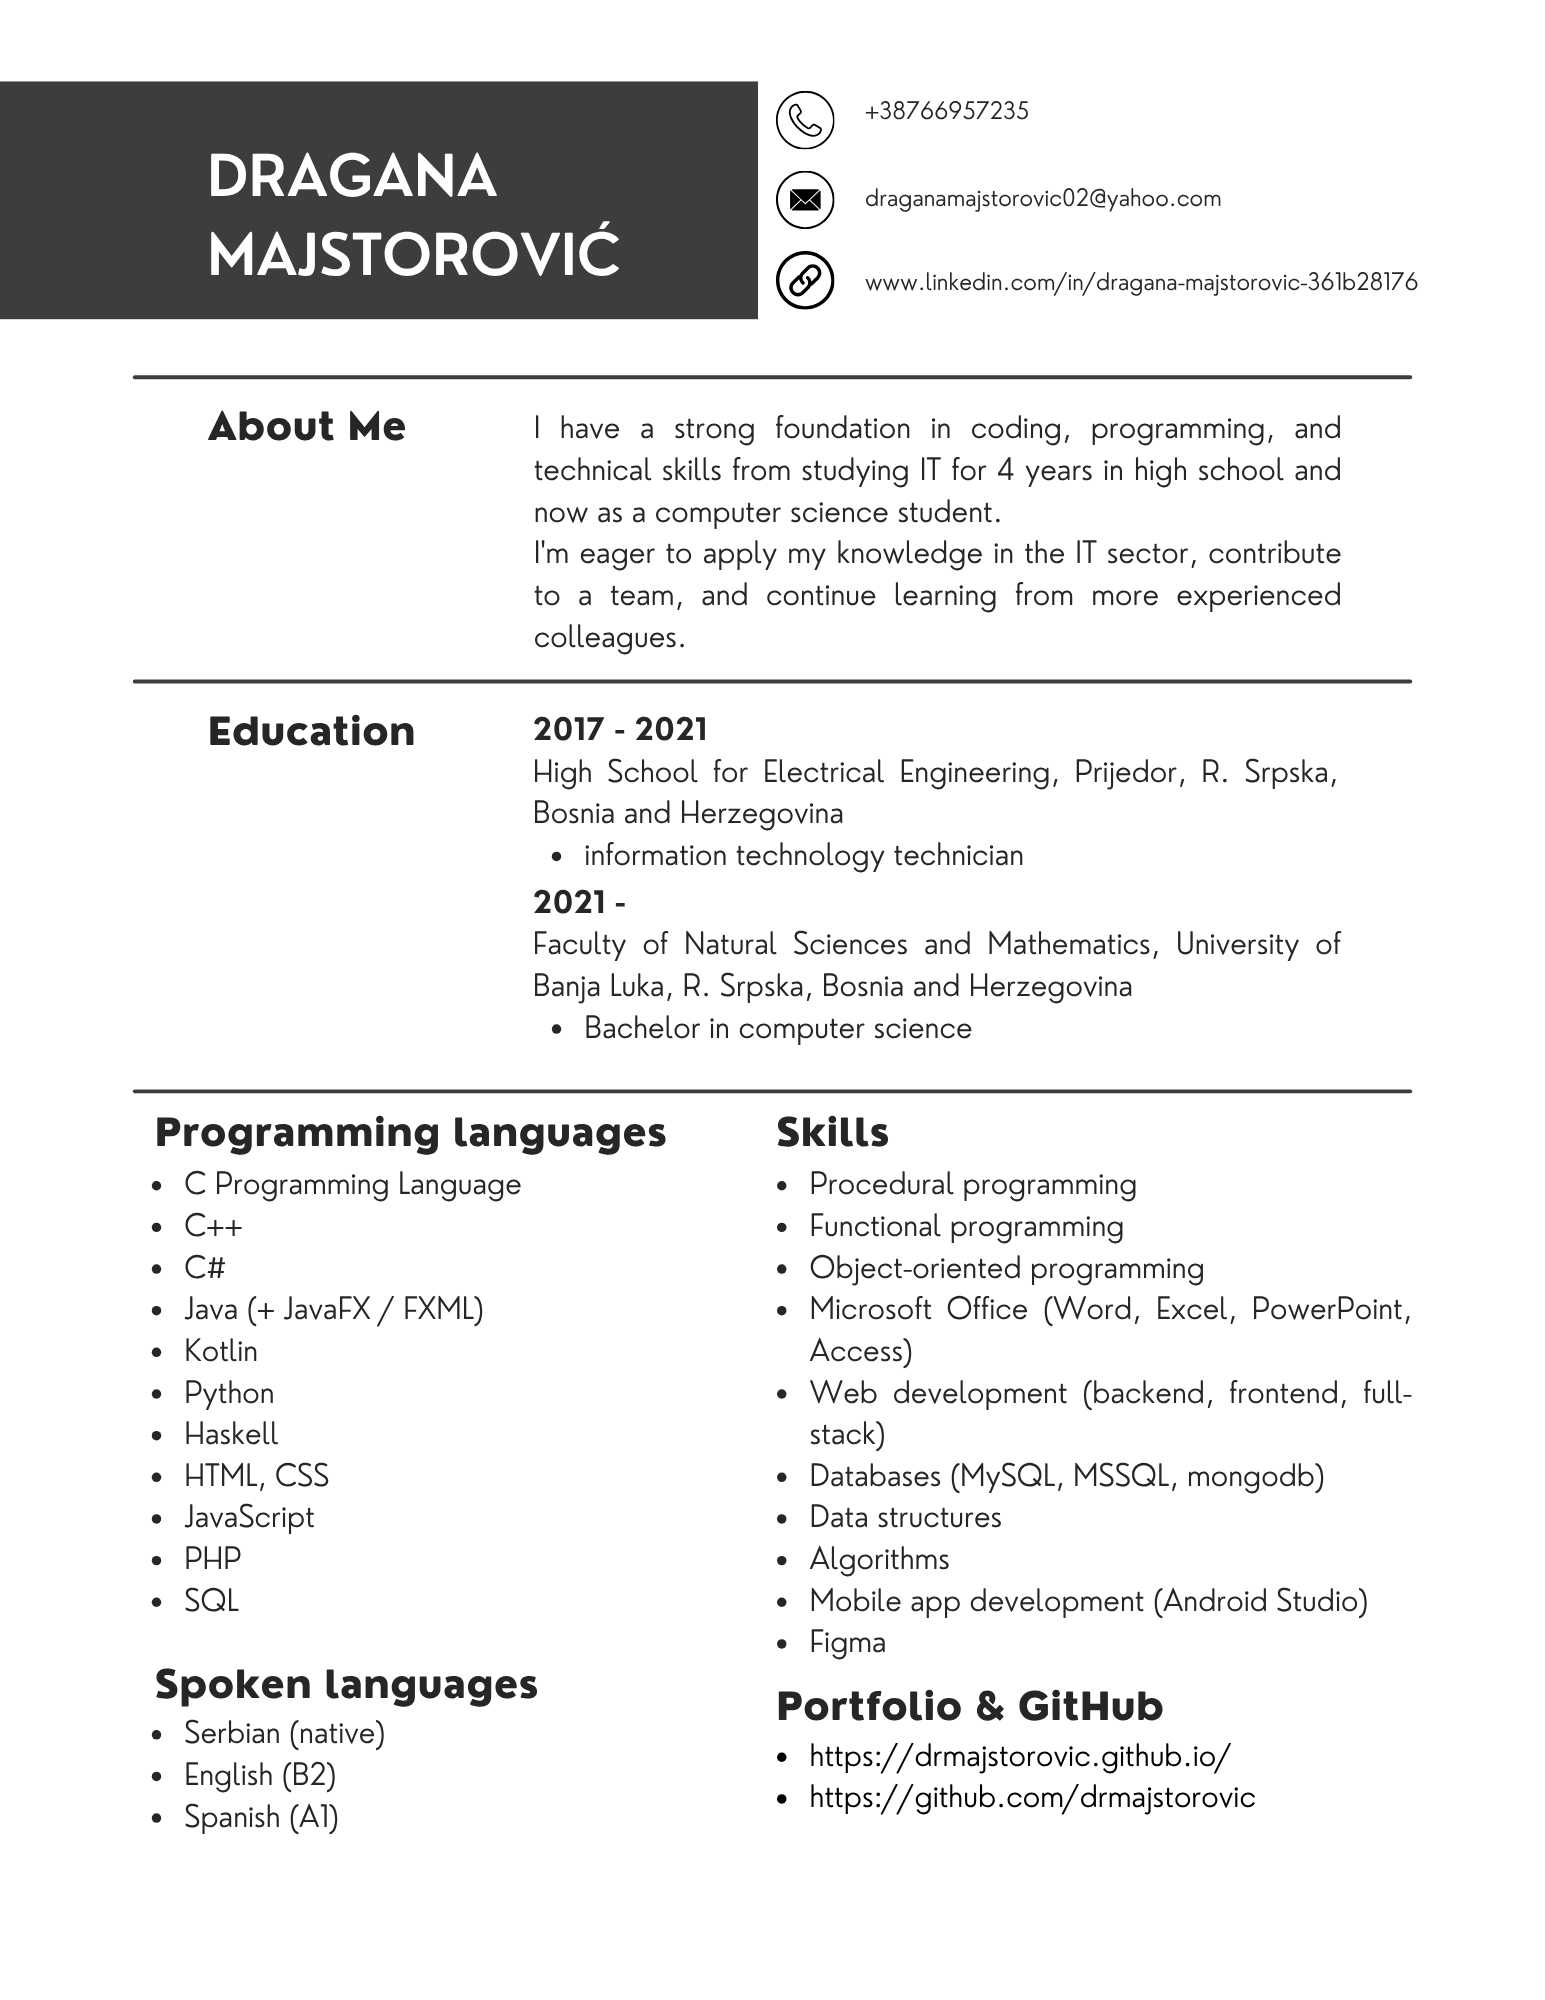 DRAGANA
MAJSTOROVIĆ
+38766957235
draganamajstorovic02@yahoo.com
www.linkedin.com/in/dragana-majstorovic-361b28176
About Me
I have a strong foundation in coding, programming, and
technical skills from studying IT for 4 years in high school and
now as a computer science student.
I'm eager to apply my knowledge in the IT sector, contribute
to a team, and continue learning from more experienced
colleagues.
Education
2017 - 2021
High School for Electrical Engineering, Prijedor, R. Srpska,
Bosnia and Herzegovina
• information technology technician
2021 -
Faculty of Natural Sciences and Mathematics, University of
Banja Luka, R. Srpska, Bosnia and Herzegovina
• Bachelor in computer science
Programming languages
• C Programming Language
• C++
• C#
• Java (+ JavaFX / FXML)
• Kotlin
• Python
• Haskell
• HTML, CSS
• JavaScript
• PHP
• SQL
Spoken languages
• Serbian (native)
• English (B2)
• Spanish (A1)
Skills
• Procedural programming
• Functional programming
• Object-oriented programming
• Microsoft Office (Word, Excel, PowerPoint,
Access)
• Web development (backend, frontend, full-
stack)
• Databases (MySQL, MSSQL, mongodb)
• Data structures
• Algorithms
• Mobile app development (Android Studio)
• Figma
Portfolio & GitHub
• https://drmajstorovic.github.io/
• https://github.com/drmajstorovic